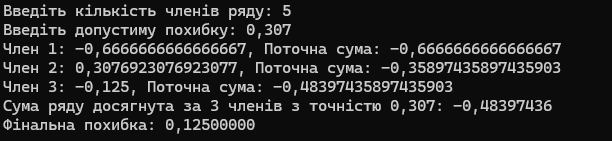 Введіть кількість членів ряду: 5
Введіть допустиму похибку: 0,307
Член 1: -0,6666666666666667, Поточна сума: -0,6666666666666667
Член 2: 0,3076923076923077, Поточна сума: -0,35897435897435903
Член 3: -0,125, Поточна сума: -0,48397435897435903
Сума ряду досягнута за 3 членів з точністю 0,307: -0,48397436
Фінальна похибка: 0,12500000